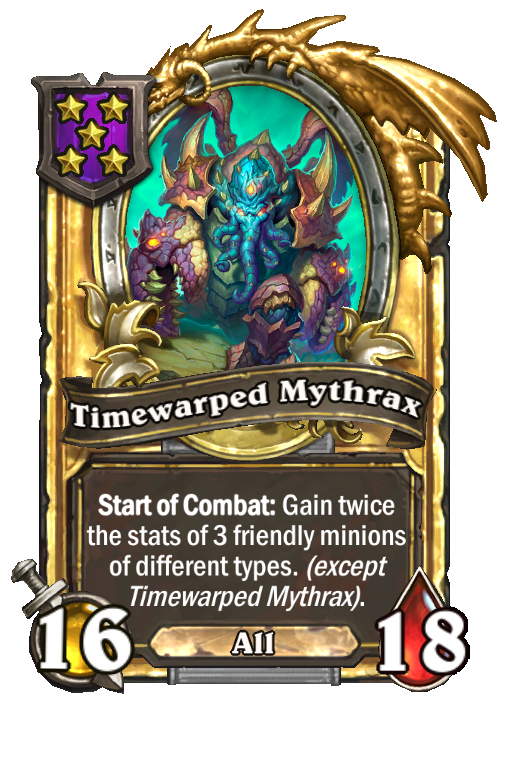 Timewarped Mythrax
Start of Combat: Gain twice
the stats of 3 friendly minions
of different types. (except
Timewarped Mythrax).
16
All
18